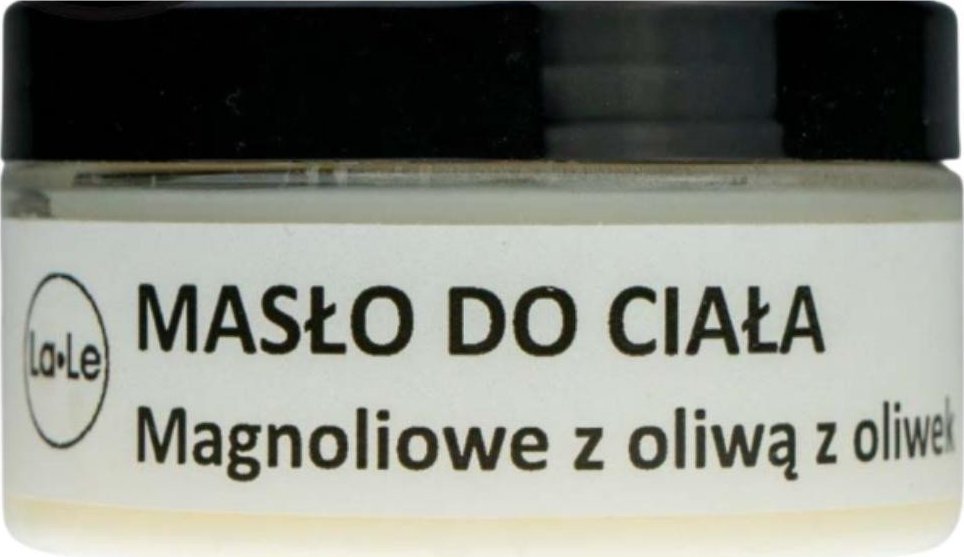 La•Le
MASŁO DO CIAŁA
Magnoliowe z oliwą z oliwek